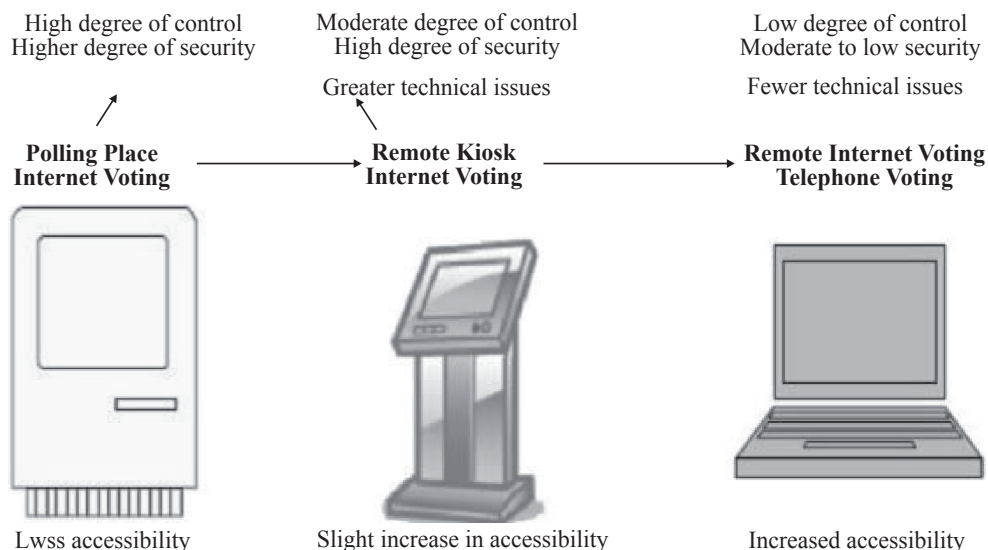 High degree of control
Higher degree of security
Moderate degree of control
High degree of security
Greater technical issues
Low degree of control
Moderate to low security
Fewer technical issues
Polling Place
Internet Voting
Remote Kiosk
Internet Voting
Remote Internet Voting
Telephone Voting
Lwss accessibility
Slight increase in accessibility
Increased accessibility